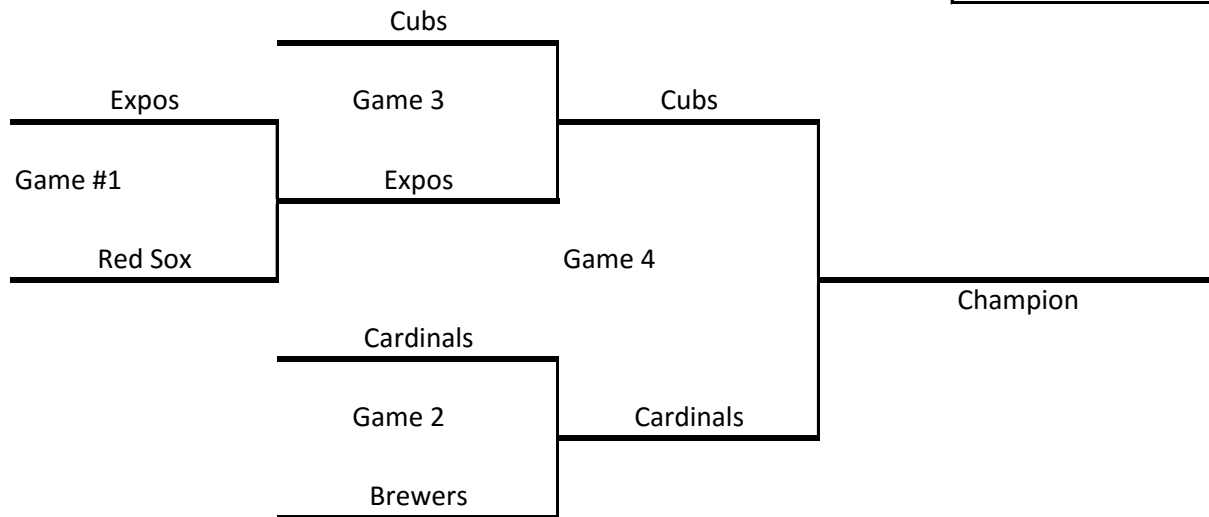 Cubs
Expos
Game 3
Cubs
Game #1
Expos
Red Sox
Game 4
Champion
Cardinals
Game 2
Cardinals
Brewers